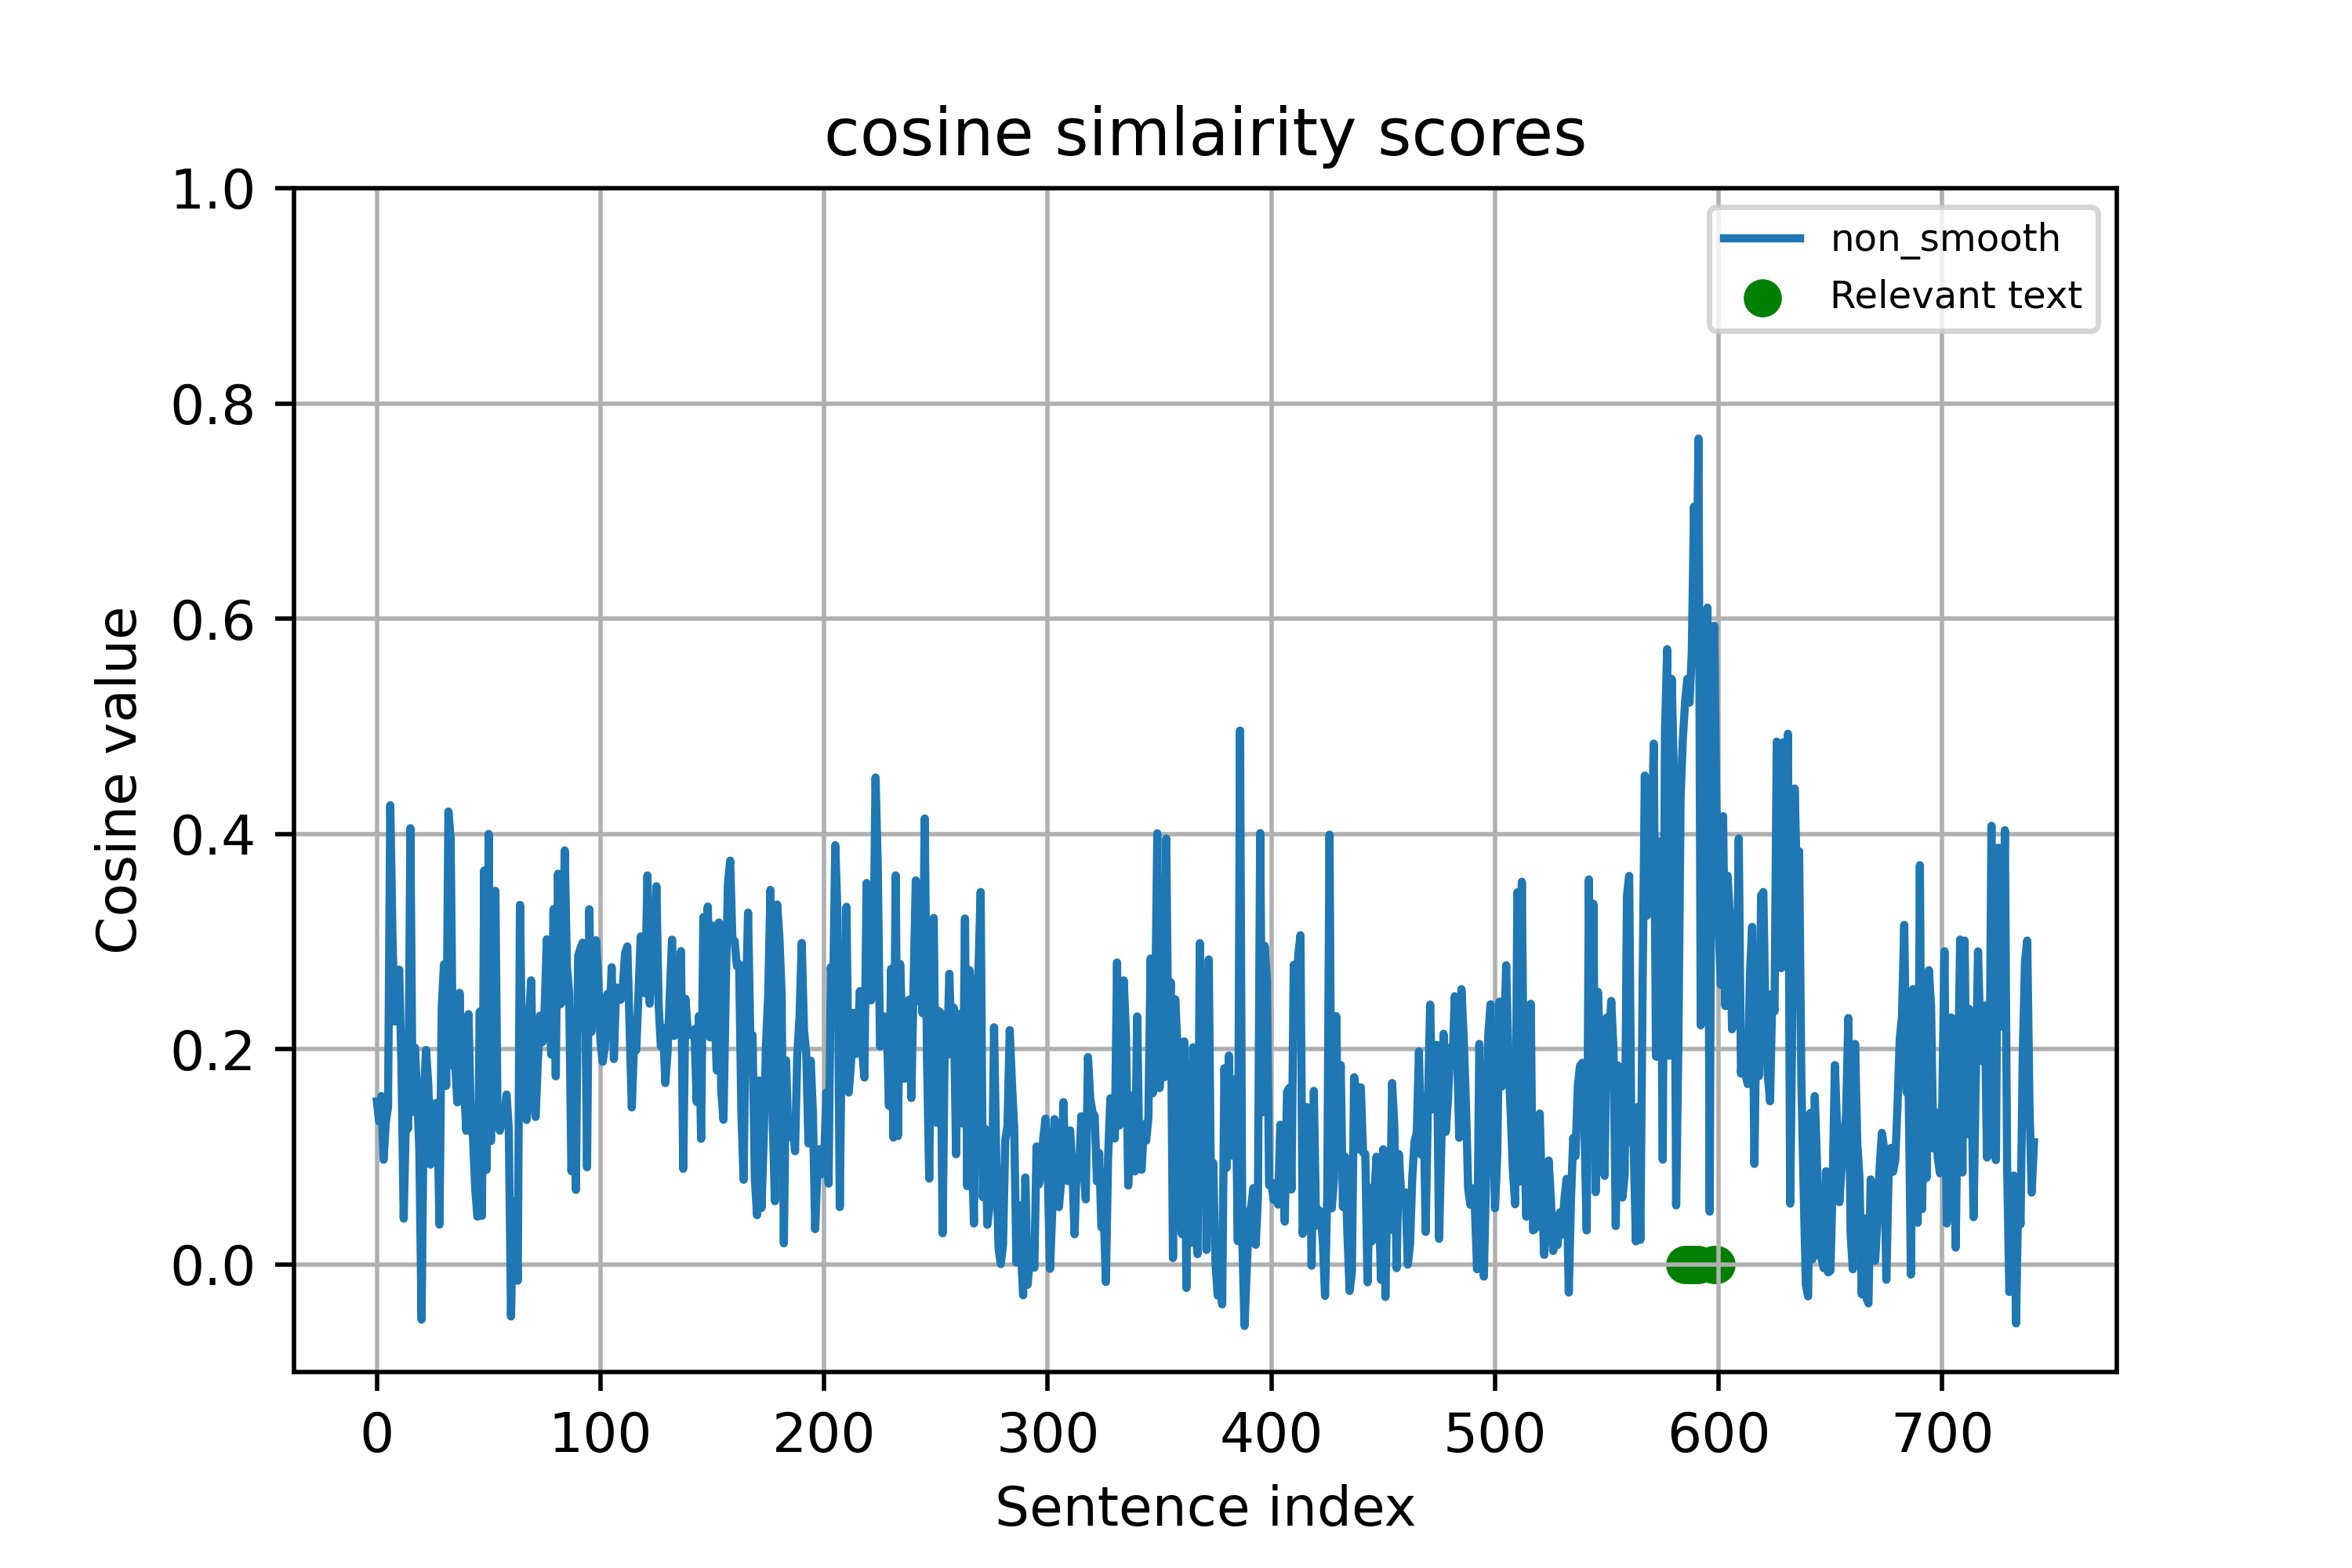 cosine simlairity scores
1.0
0.8
0.6
0.4
0.2
0.0
Cosine value
non_smooth
Relevant text
0 100 200 300 400 500 600 700
Sentence index